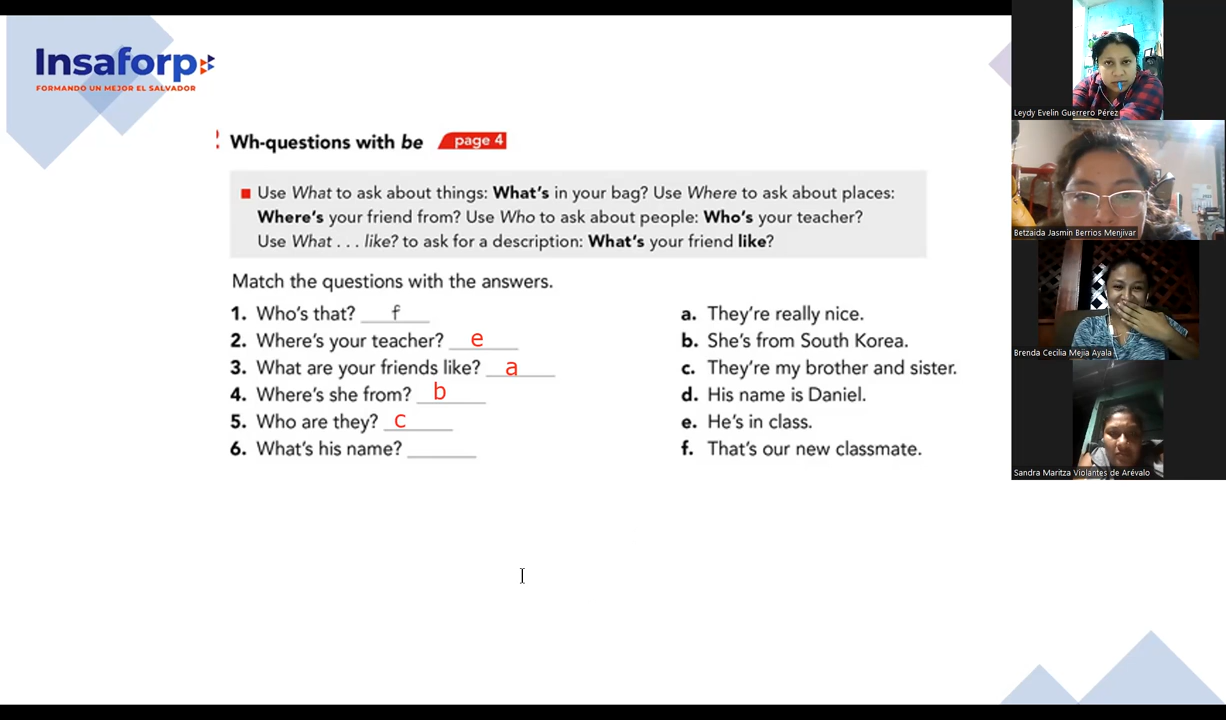 Insaforp
FORMANDO UN MEJOR EL SALVADOR
Wh-questions with be page 4
Use What to ask about things: What's in your bag? Use Where to ask about places:
Where's your friend from? Use Who to ask about people: Who's your teacher?
Use What . . . like? to ask for a description: What's your friend like?
Match the questions with the answers.
1. Who's that? f
2. Where's your teacher? e
3. What are your friends like? a
4. Where's she from? b
5. Who are they? c
6. What's his name?
a. They're really nice.
b. She's from South Korea.
c. They're my brother and sister.
d. His name is Daniel.
e. He's in class.
f. That's our new classmate.
Leydy Evelin Guerrero Pérez
Betzaida Jasmin Berrios Menjivar
Brenda Cecilia Mejia Ayala
Sandra Maritza Violantes de Arévalo